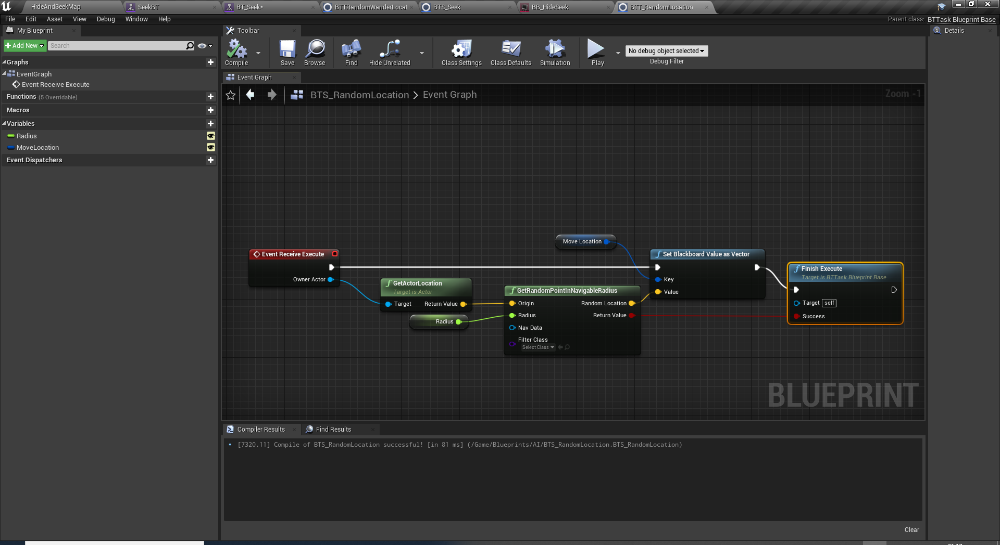 HideAndSeekMap
SeekBT
BT_Seek*
BTTRandomWanderLocat
BTS_Seek
BB_HideSeek
BTT_RandomLocation
File Edit Asset View Debug Window Help
Parent class: BTTask Blueprint Base
My Blueprint
Toolbar
Details
Add New
Search
Compile
Save
Browse
Find
Hide Unrelated
Class Settings
Class Defaults
Simulation
Play
No debug object selected
Debug Filter
Graphs
EventGraph
Event Receive Execute
Functions (5 Overridable)
Macros
Variables
Radius
MoveLocation
Event Dispatchers
Event Graph
BTS_RandomLocation > Event Graph
Zoom -1
Event Receive Execute
Owner Actor
GetActorLocation
Target is Actor
Target Return Value
Radius
Move Location
GetRandomPointInNavigableRadius
Origin Random Location
Radius Return Value
Nav Data
Filter Class
Select Class
Set Blackboard Value as Vector
Key
Value
Finish Execute
Target is BTTask Blueprint Base
Target self
Success
BLUEPRINT
Compiler Results
Find Results
[7320,11] Compile of BTS_RandomLocation successful! [in 81 ms] (/Game/Blueprints/AI/BTS_RandomLocation.BTS_RandomLocation)
Clear